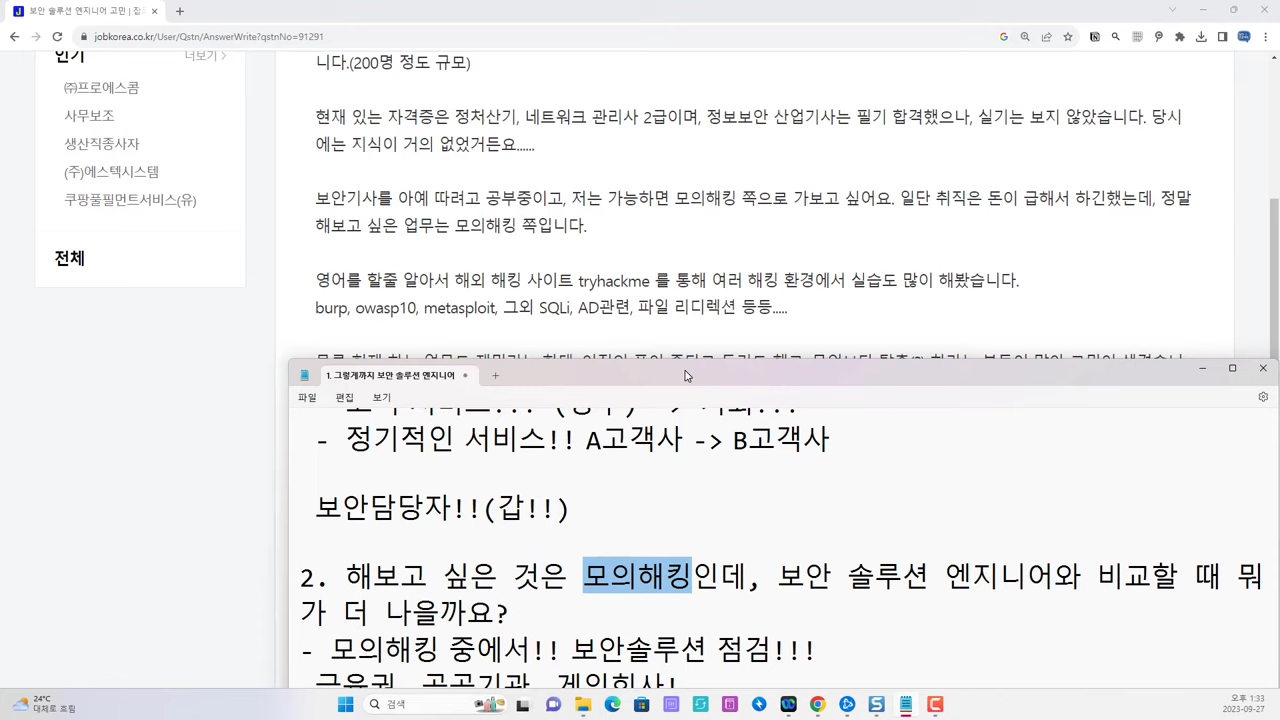 보안 솔루션 엔지니어 고민 | 잡
jobkorea.co.kr/User/Qstn/AnswerWrite?qstnNo=91291
인기
더보기
㈜프로에스콤
사무보조
생산직종사자
(주)에스텍시스템
쿠팡풀필먼트서비스(유)
전체
니다.(200명 정도 규모)
현재 있는 자격증은 정처산기, 네트워크 관리사 2급이며, 정보보안 산업기사는 필기 합격했으나, 실기는 보지 않았습니다. 당시
에는 지식이 거의 없었거든요......
보안기사를 아예 따려고 공부중이고, 저는 가능하면 모의해킹 쪽으로 가보고 싶어요. 일단 취직은 돈이 급해서 하긴했는데, 정말
해보고 싶은 업무는 모의해킹 쪽입니다.
영어를 할줄 알아서 해외 해킹 사이트 tryhackme 를 통해 여러 해킹 환경에서 실습도 많이 해봤습니다.
burp, owasp10, metasploit, 그외 SQLi, AD관련, 파일 리디렉션 등등.....
1. 그렇게까지 보안 솔루션 엔지니어
파일 편집 보기
- 정기적인 서비스!! A고객사 -> B고객사
보안담당자!!(갑!!)
2. 해보고 싶은 것은 모의해킹인데, 보안 솔루션 엔지니어와 비교할 때 뭐
가 더 나을까요?
- 모의해킹 중에서!! 보안솔루션 점검!!!
금융권, 공공기관, 게임회사!
24°C
대체로 흐림
검색
오후 1:33
2023-09-27